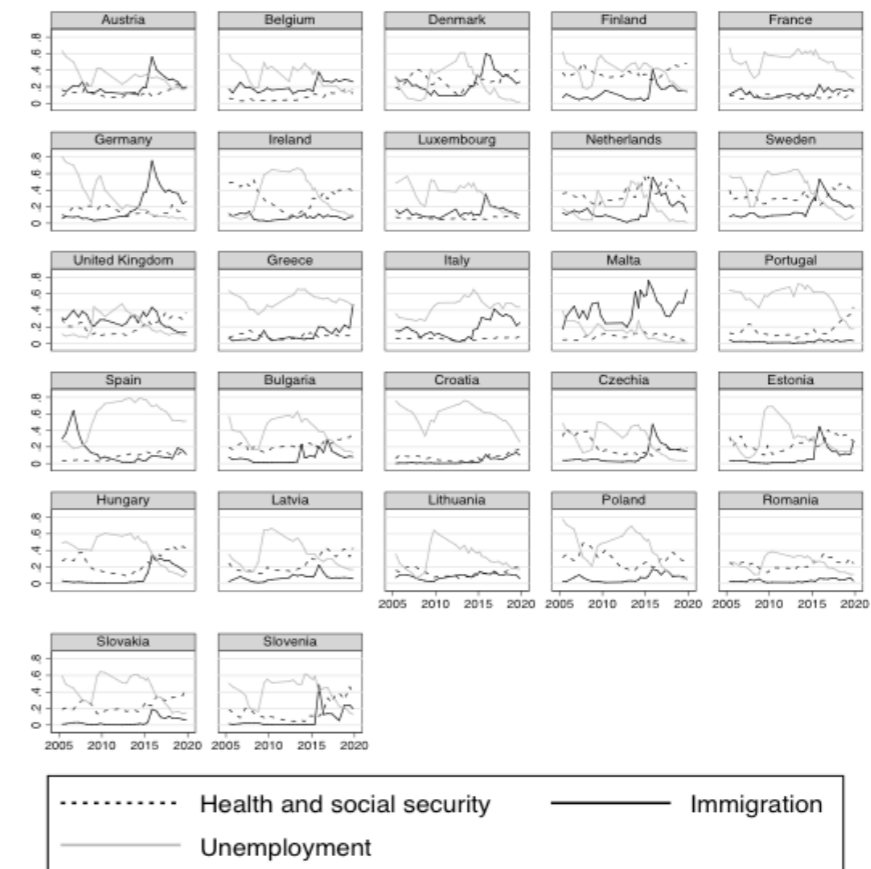 Austria Belgium Denmark Finland France
0 .2 .4 .6 .8
Germany Ireland Luxembourg Netherlands Sweden
0 .2 .4 .6 .8
United Kingdom Greece Italy Malta Portugal
0 .2 .4 .6 .8
Spain Bulgaria Croatia Czechia Estonia
0 .2 .4 .6 .8
Hungary Latvia Lithuania Poland Romania
0 .2 .4 .6 .8
2005 2010 2015 2020 2005 2010 2015 2020 2005 2010 2015 2020
Slovakia Slovenia
0 .2 .4 .6 .8
2005 2010 2015 2020 2005 2010 2015 2020
Health and social security Immigration
Unemployment